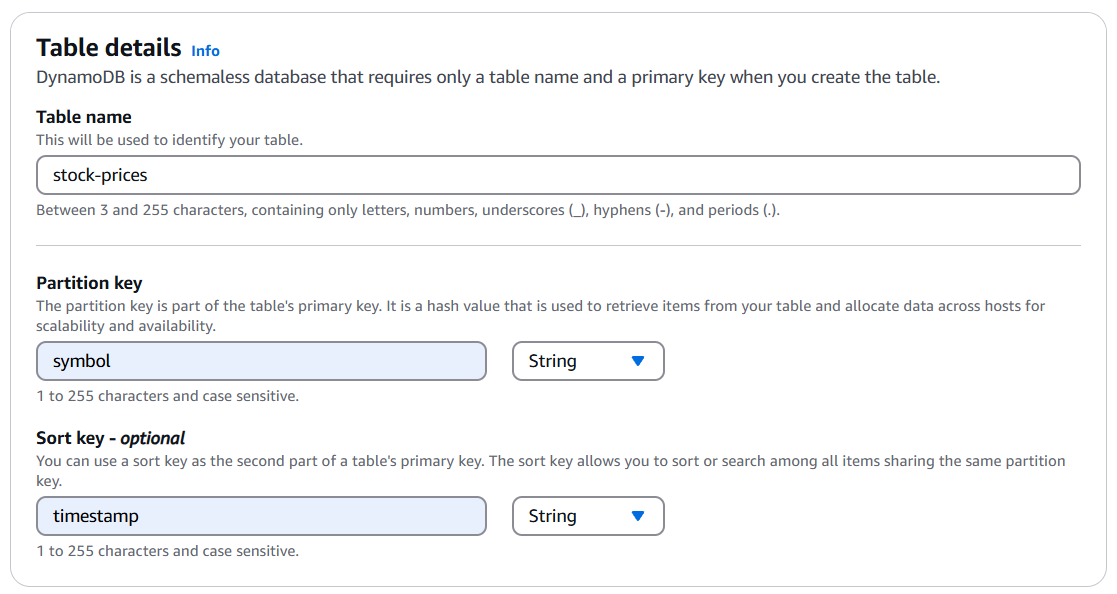 Table details Info
DynamoDB is a schemaless database that requires only a table name and a primary key when you create the table.
Table name
This will be used to identify your table.
stock-prices
Between 3 and 255 characters, containing only letters, numbers, underscores (_), hyphens (-), and periods (.).
Partition key
The partition key is part of the table's primary key. It is a hash value that is used to retrieve items from your table and allocate data across hosts for
scalability and availability.
symbol String
1 to 255 characters and case sensitive.
Sort key - optional
You can use a sort key as the second part of a table's primary key. The sort key allows you to sort or search among all items sharing the same partition
key.
timestamp String
1 to 255 characters and case sensitive.